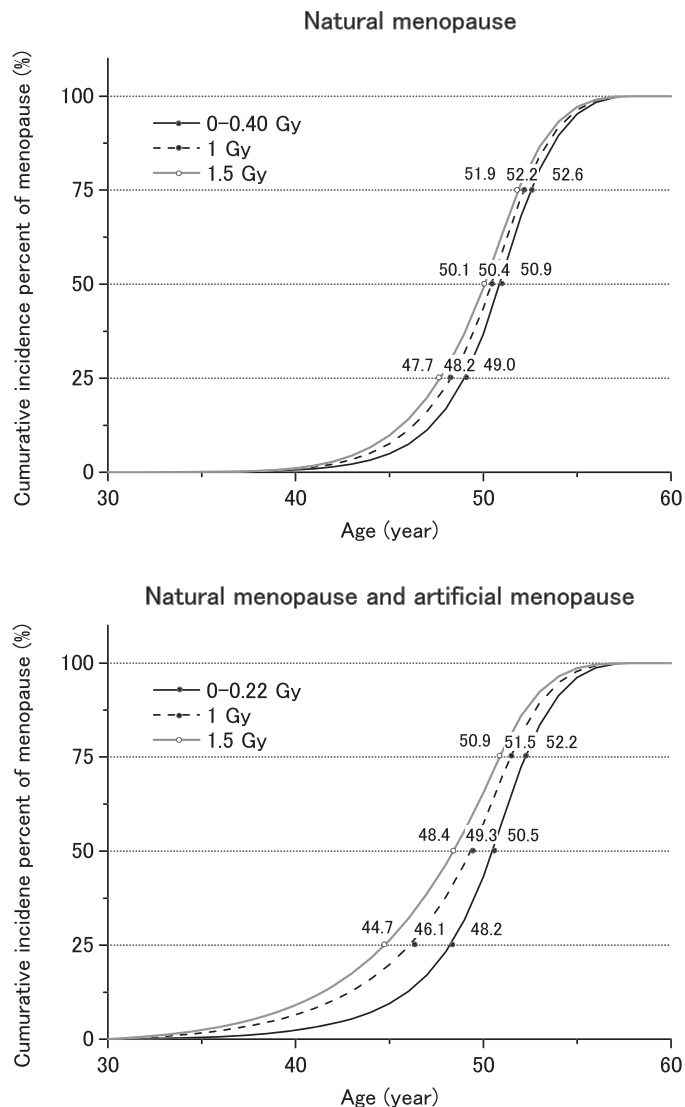 Natural menopause
Cumurative incidence percent of menopause (%)
100
75
50
25
0
0-0.40 Gy
1 Gy
1.5 Gy
51.9 52.2 52.6
50.1 50.4 50.9
47.7 48.2 49.0
30 40 50 60
Age (year)
Natural menopause and artificial menopause
Cumurative incidene percent of menopause (%)
100
75
50
25
0
0-0.22 Gy
1 Gy
1.5 Gy
50.9 51.5 52.2
48.4 49.3 50.5
44.7 46.1 48.2
30 40 50 60
Age (year)